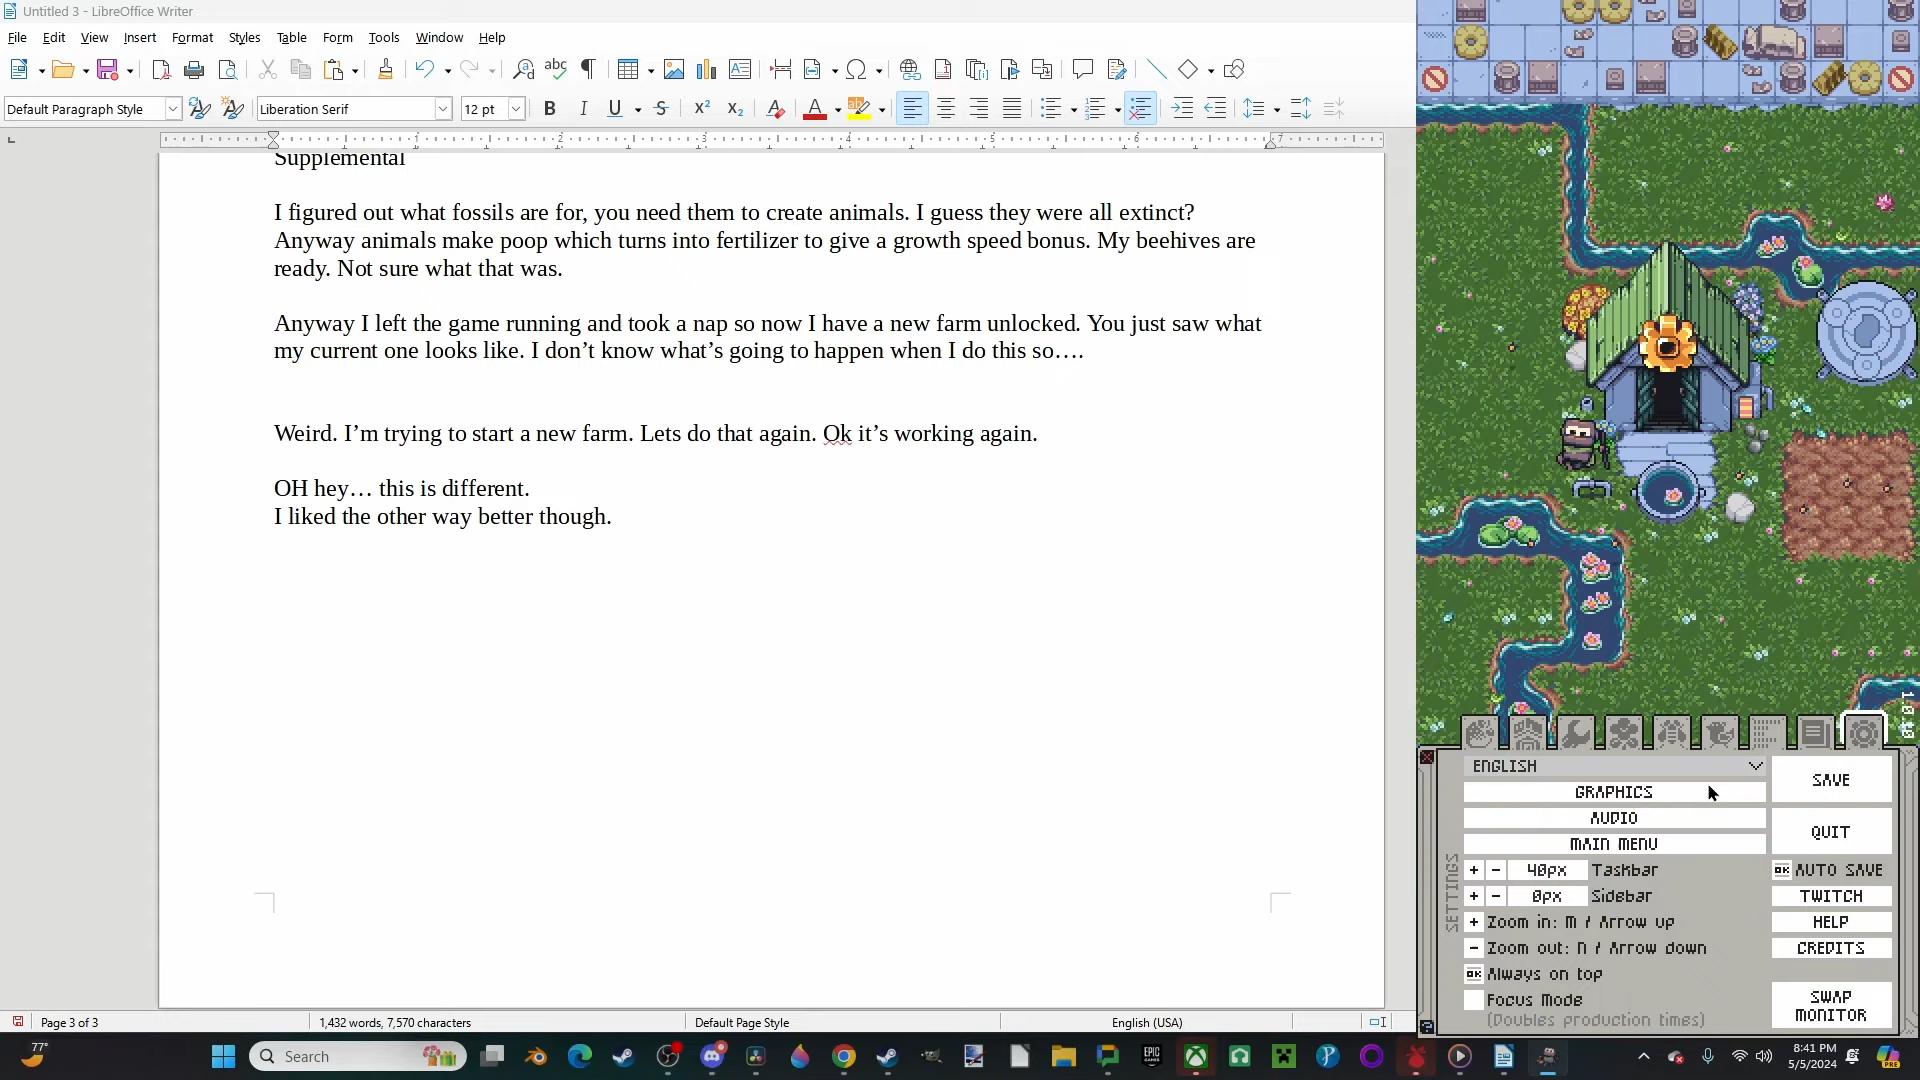 Untitled 3 - LibreOffice Writer
File Edit View Insert Format Styles Table Form Tools Window Help
Default Paragraph Style
Liberation Serif
12 pt
Supplemental
I figured out what fossils are for, you need them to create animals. I guess they were all extinct?
Anyway animals make poop which turns into fertilizer to give a growth speed bonus. My beehives are
ready. Not sure what that was.
Anyway I left the game running and took a nap so now I have a new farm unlocked. You just saw what
my current one looks like. I don’t know what’s going to happen when I do this so….
Weird. I’m trying to start a new farm. Lets do that again. Ok it’s working again.
OH hey… this is different.
I liked the other way better though.
Page 3 of 3
1,432 words, 7,570 characters
Default Page Style
English (USA)
SETTINGS
ENGLISH
GRAPHICS
AUDIO
MAIN MENU
+ - 40px Taskbar
+ - 0px Sidebar
+ Zoom in: M / Arrow up
- Zoom out: N / Arrow down
OK Always on top
Focus Mode
(Doubles production times)
SAVE
QUIT
OK AUTO SAVE
TWITCH
HELP
CREDITS
SWAP
MONITOR
77°
Search
EPIC
8:41 PM
5/5/2024
PRE